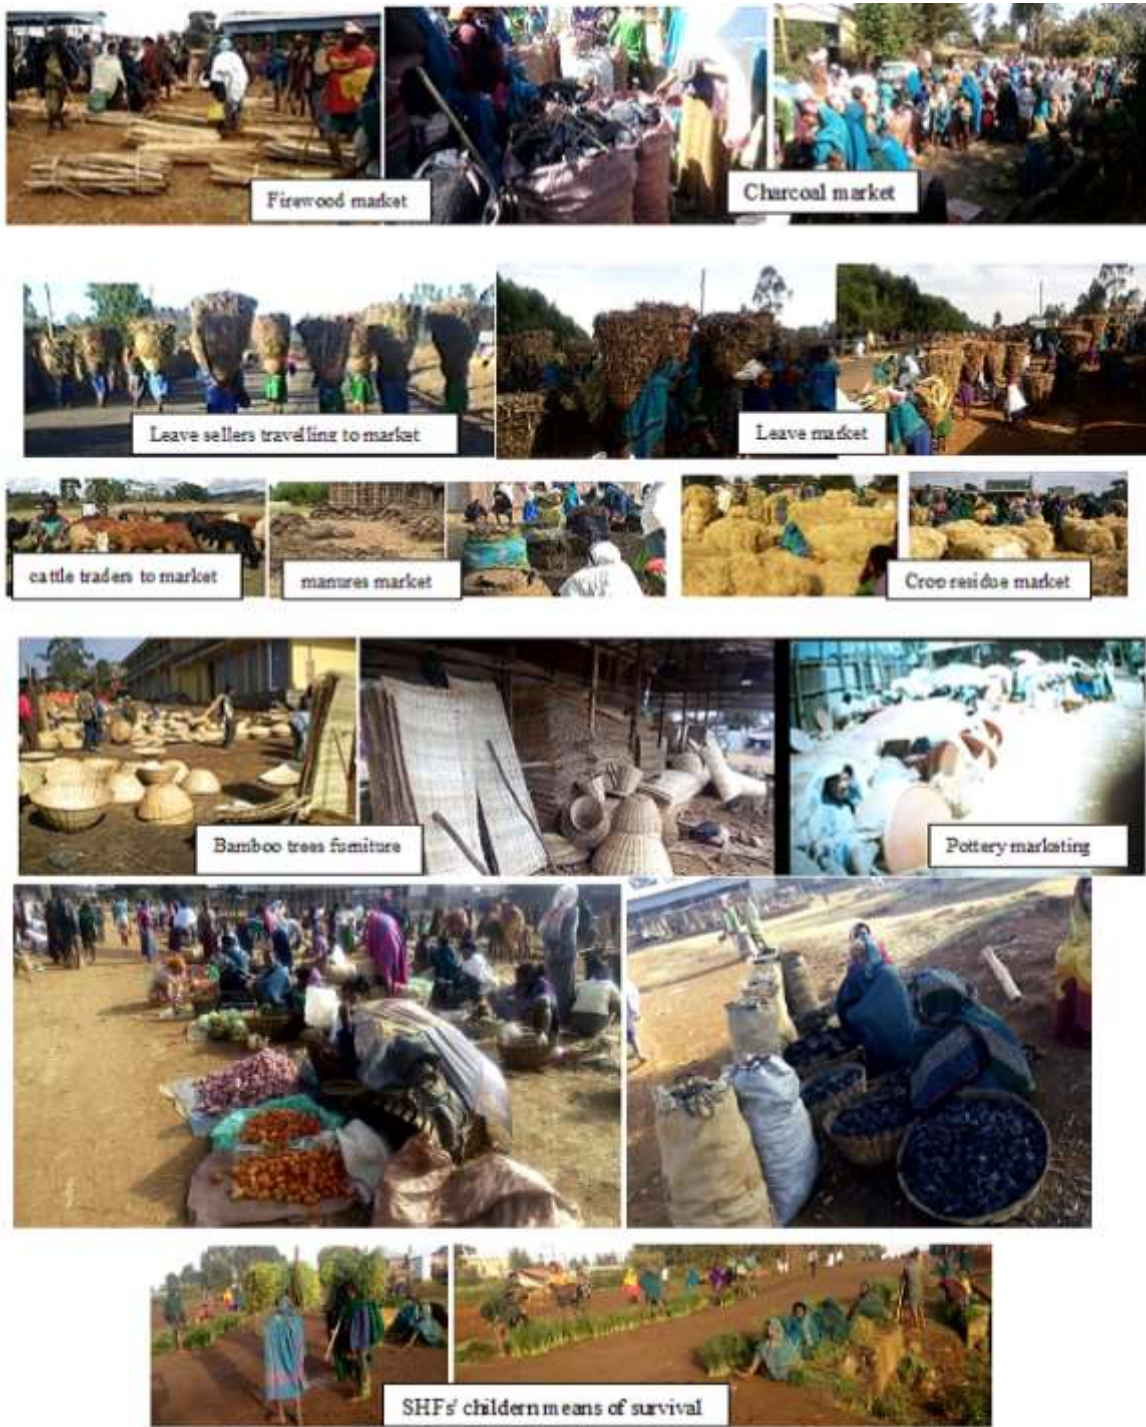 Firewood market
Charcoal market
Leave sellers travelling to market
Leave market
cattle traders to market
manures market
Crop residue market
Bamboo trees furniture
Pottery marketing
SHFs' childern means of survival